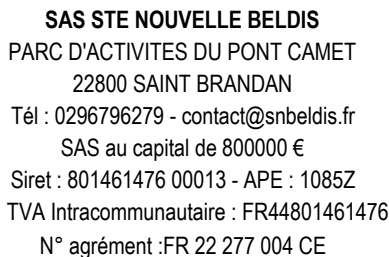 SAS STE NOUVELLE BELDIS
PARC D'ACTIVITES DU PONT CAMET
22800 SAINT BRANDAN
Tél : 0296796279 - contact@snbeldis.fr
SAS au capital de 800000 €
Siret : 801461476 00013 - APE : 1085Z
TVA Intracommunautaire : FR44801461476
N° agrément :FR 22 277 004 CE